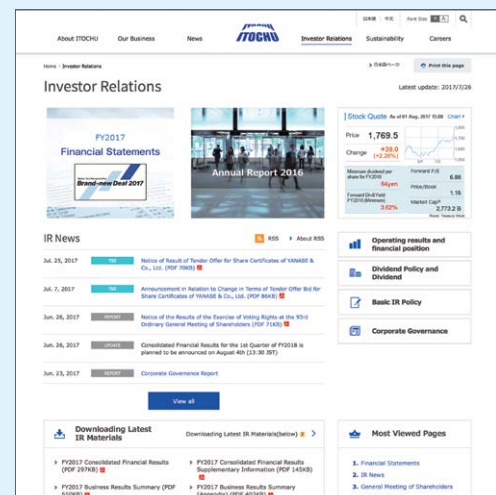 日本語 中文 Font Size A A
About ITOCHU Our Business News ITOCHU Investor Relations Sustainability Careers
Home Investor Relations
日本語ページ Print this page
Investor Relations
Latest update: 2017/7/26
FY2017
Financial Statements
Brand-new Deal 2017
Annual Report 2016
Stock Quote As of 01 Aug, 2017 15:00 Chart
Price 1,769.5
Change +39.0
(+2.26%)
Minimum dividend per
share for FY2018
64yen
Forward P/E
6.86
Forward Div.Yield
FY2018 (Minimum)
3.62%
Price/Book
1.16
Market Cap
2,773.2 B
IR News
RSS About RSS
Jul. 25, 2017 TSE Notice of Result of Tender Offer for Share Certificates of YANASE &
Co., Ltd. (PDF 70KB)
Jul. 7, 2017 TSE Announcement in Relation to Change in Terms of Tender Offer Bid for
Share Certificates of YANASE & Co., Ltd. (PDF 86KB)
Jun. 26, 2017 REPORT Notice of the Results of the Exercise of Voting Rights at the 93rd
Ordinary General Meeting of Shareholders (PDF 71KB)
Jun. 26, 2017 UPDATE Consolidated Financial Results for the 1st Quarter of FY2018 is
planned to be announced on August 4th (13:30 JST)
Jun. 23, 2017 REPORT Corporate Governance Report
View all
Operating results and
financial position
Dividend Policy and
Dividend
Basic IR Policy
Corporate Governance
Downloading Latest
IR Materials
Downloading Latest IR Materials(below)
FY2017 Consolidated Financial Results
(PDF 297KB)
FY2017 Consolidated Financial Results
Supplementary Information (PDF 145KB)
FY2017 Business Results Summary (PDF
FY2017 Business Results Summary
Most Viewed Pages
1. Financial Statements
2. IR News
3. General Meeting of Shareholders